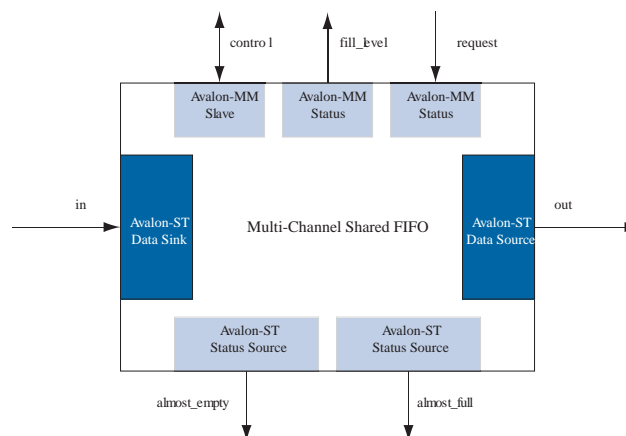 control
fill_level
request
Avalon-MM
Slave
Avalon-MM
Status
Avalon-MM
Status
in
Avalon-ST
Data Sink
Multi-Channel Shared FIFO
Avalon-ST
Data Source
out
Avalon-ST
Status Source
Avalon-ST
Status Source
almost_empty
almost_full